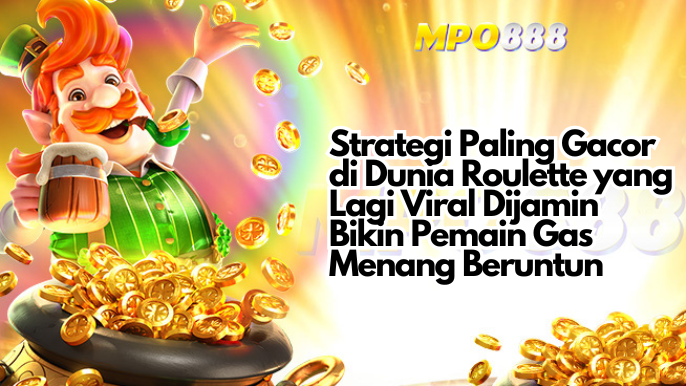 MPO888
Strategi Paling Gacor
di Dunia Roulette yang
Lagi Viral Dijamin
Bikin Pemain Gas
Menang Beruntun